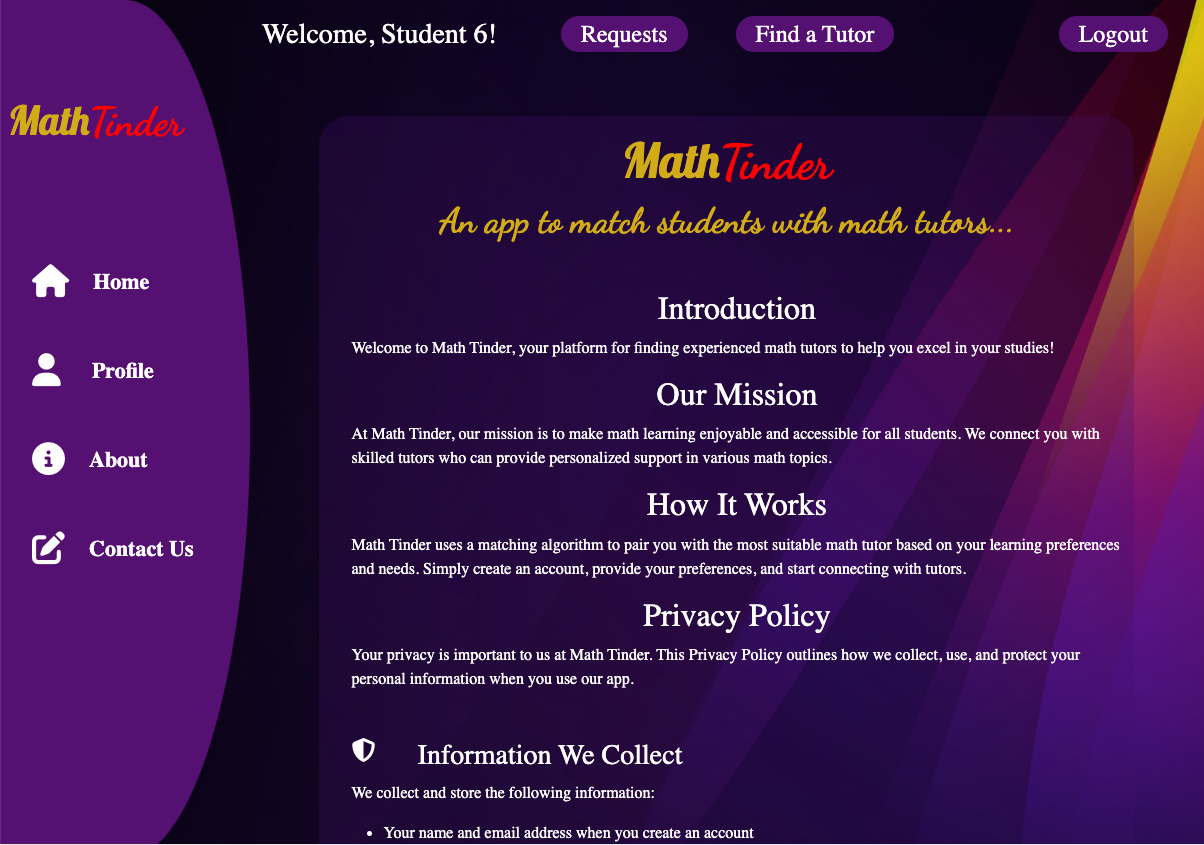 Welcome, Student 6!
Requests
Find a Tutor
Logout
MathTinder
Home
Profile
About
Contact Us
MathTinder
An app to match students with math tutors...
Introduction
Welcome to Math Tinder, your platform for finding experienced math tutors to help you excel in your studies!
Our Mission
At Math Tinder, our mission is to make math learning enjoyable and accessible for all students. We connect you with
skilled tutors who can provide personalized support in various math topics.
How It Works
Math Tinder uses a matching algorithm to pair you with the most suitable math tutor based on your learning preferences
and needs. Simply create an account, provide your preferences, and start connecting with tutors.
Privacy Policy
Your privacy is important to us at Math Tinder. This Privacy Policy outlines how we collect, use, and protect your
personal information when you use our app.
Information We Collect
We collect and store the following information:
• Your name and email address when you create an account